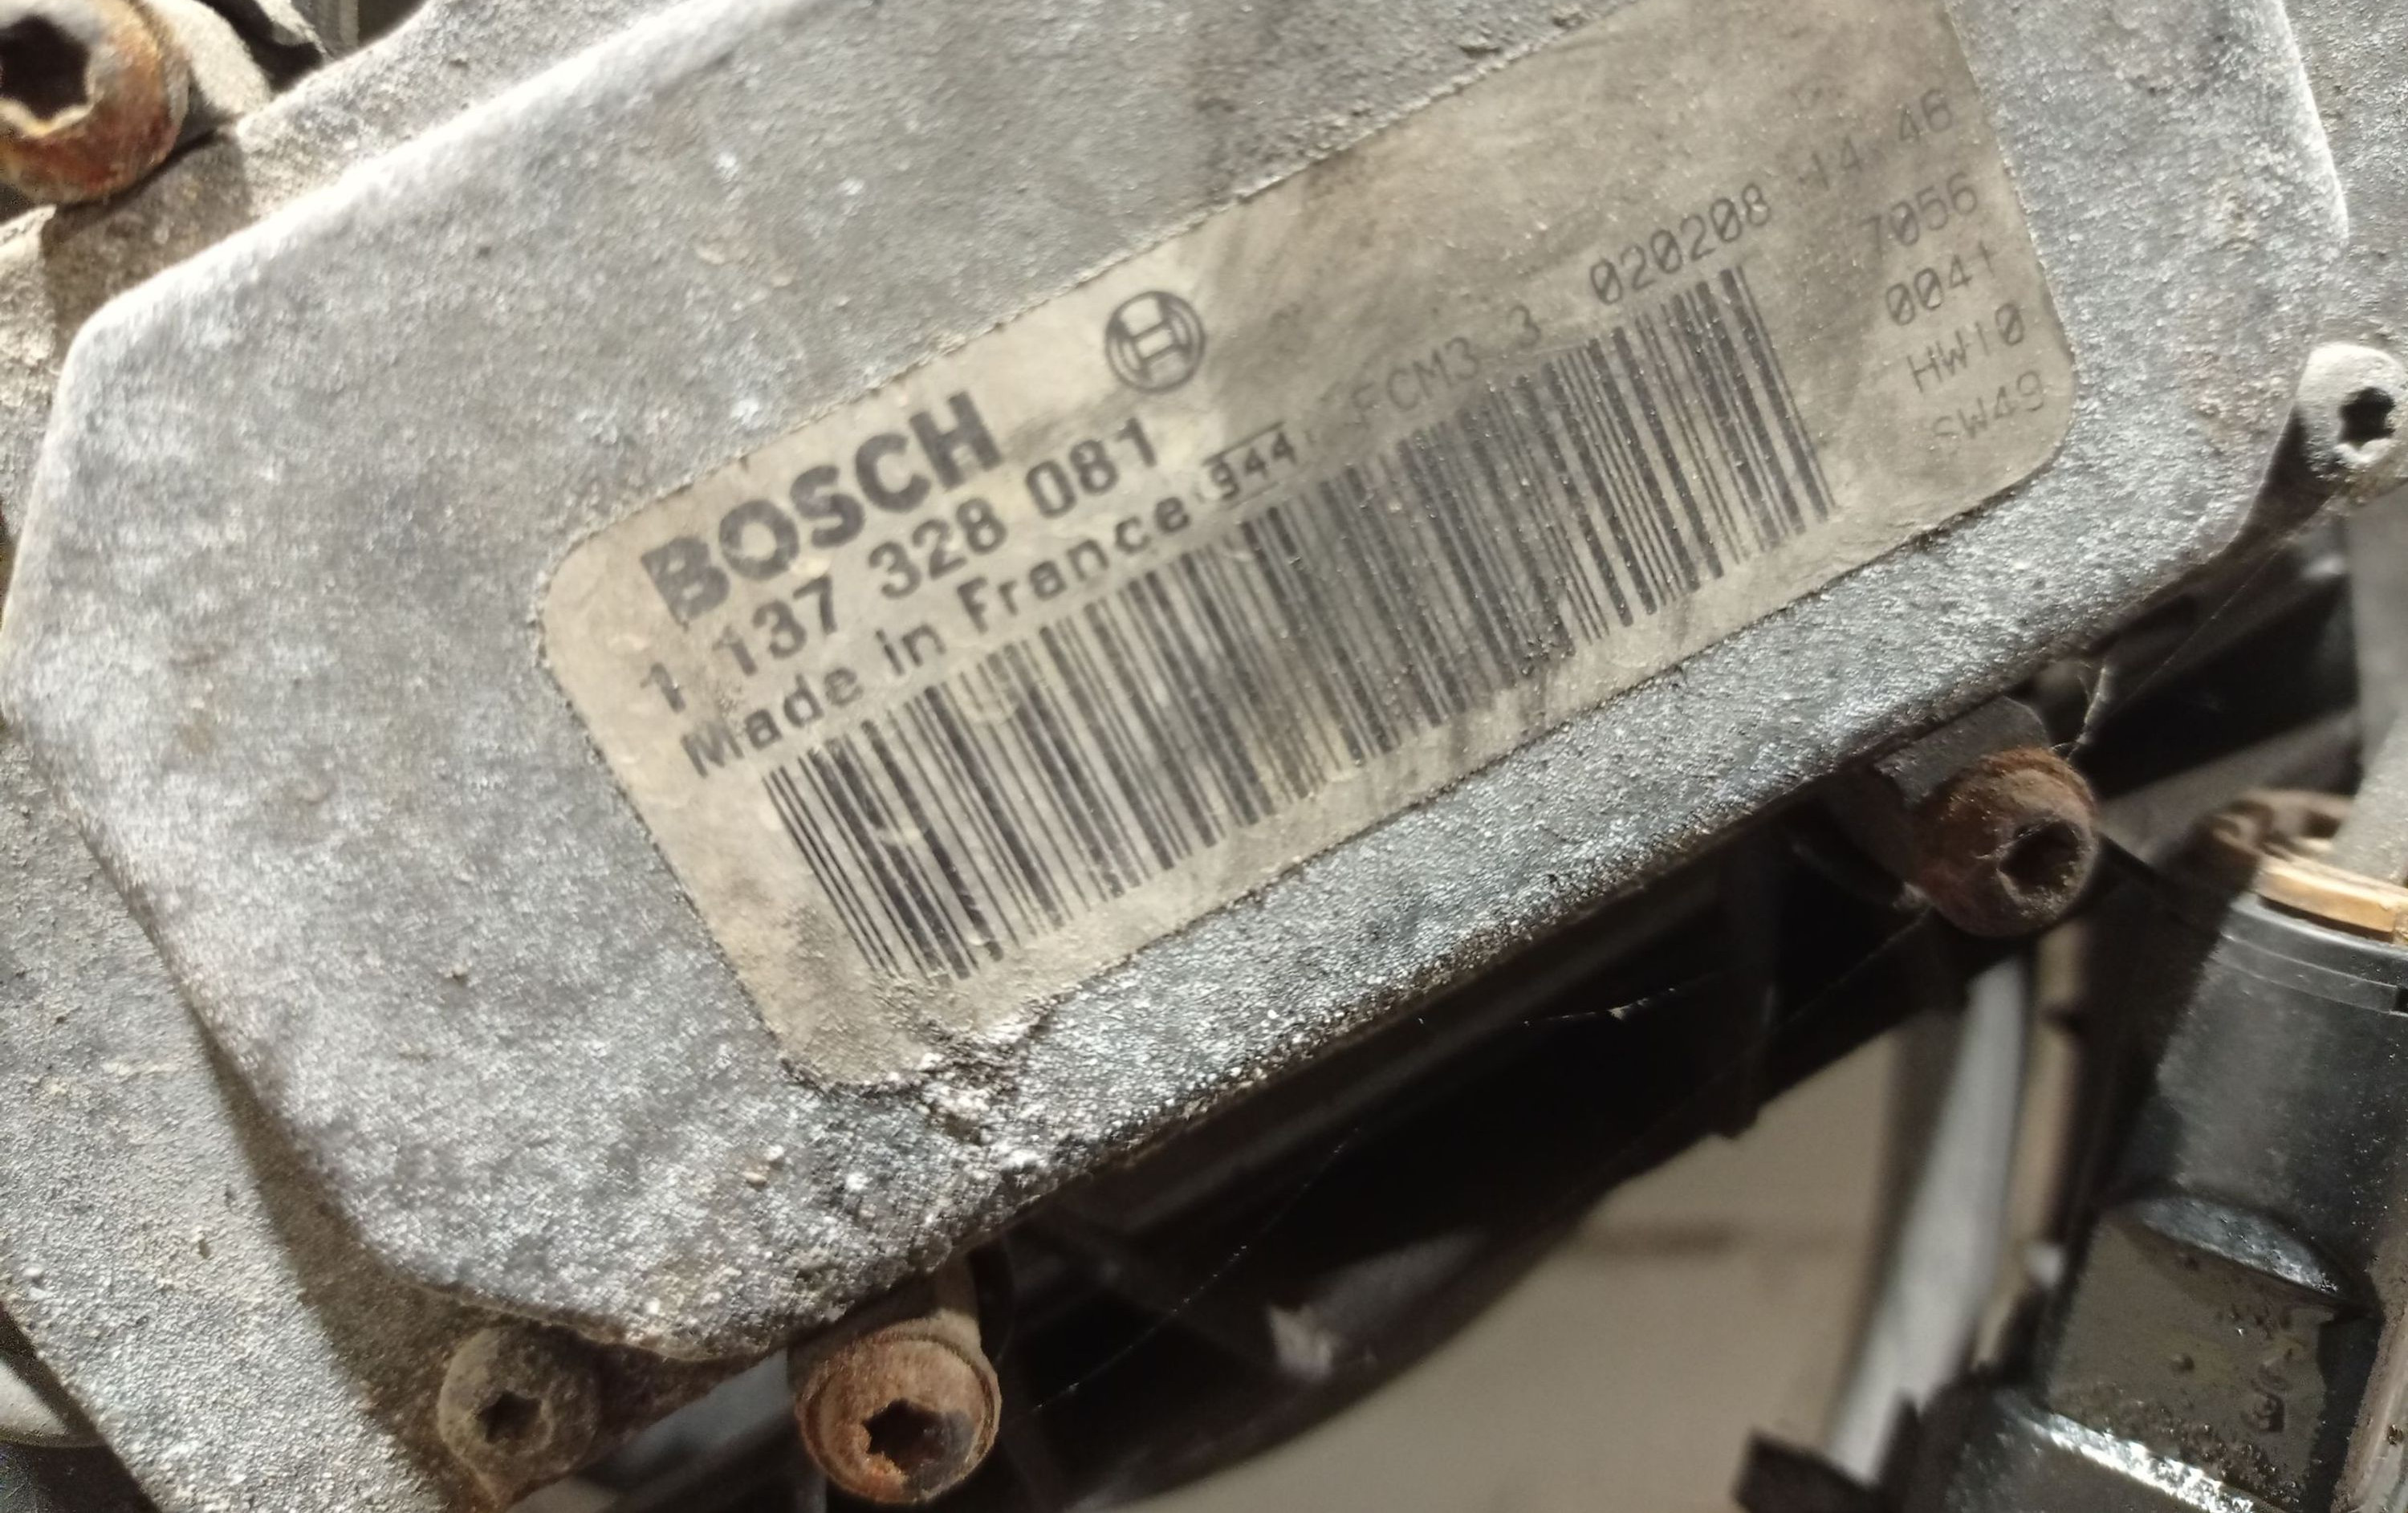 BOSCH
1 137 328 081
Made in France 944 FCM3.3 020208 14.46
7056
0041
HW10
SW49